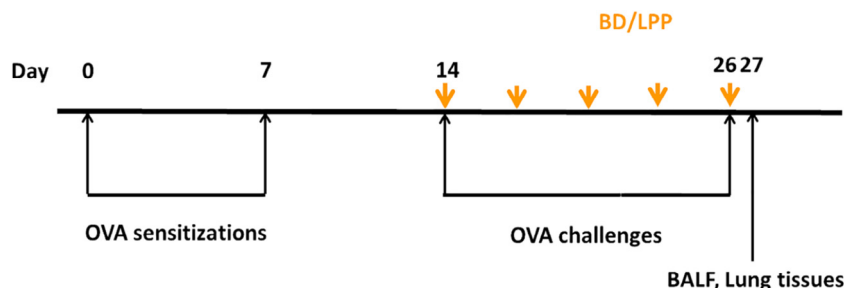 BD/LPP
Day 0 7 14 26 27
OVA sensitizations
OVA challenges
BALF, Lung tissues